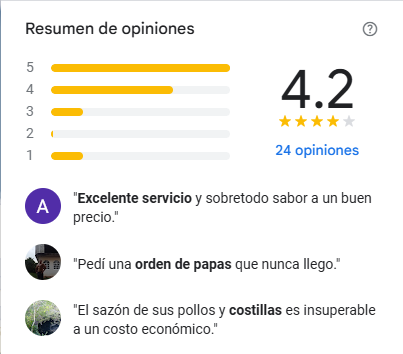 Resumen de opiniones
5
4
3
2
1
4.2
24 opiniones
A
"Excelente servicio y sobretodo sabor a un buen
precio."
"Pedí una orden de papas que nunca llego."
"El sazón de sus pollos y costillas es insuperable
a un costo económico."